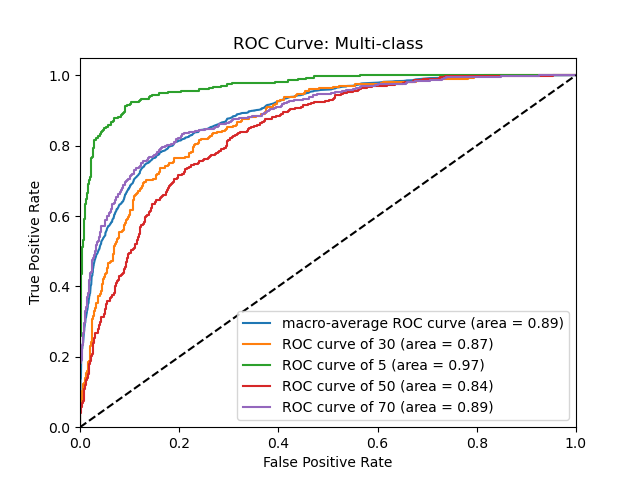 ROC Curve: Multi-class
True Positive Rate
1.0
0.8
0.6
0.4
0.2
0.0
macro-average ROC curve (area = 0.89)
ROC curve of 30 (area = 0.87)
ROC curve of 5 (area = 0.97)
ROC curve of 50 (area = 0.84)
ROC curve of 70 (area = 0.89)
0.0 0.2 0.4 0.6 0.8 1.0
False Positive Rate